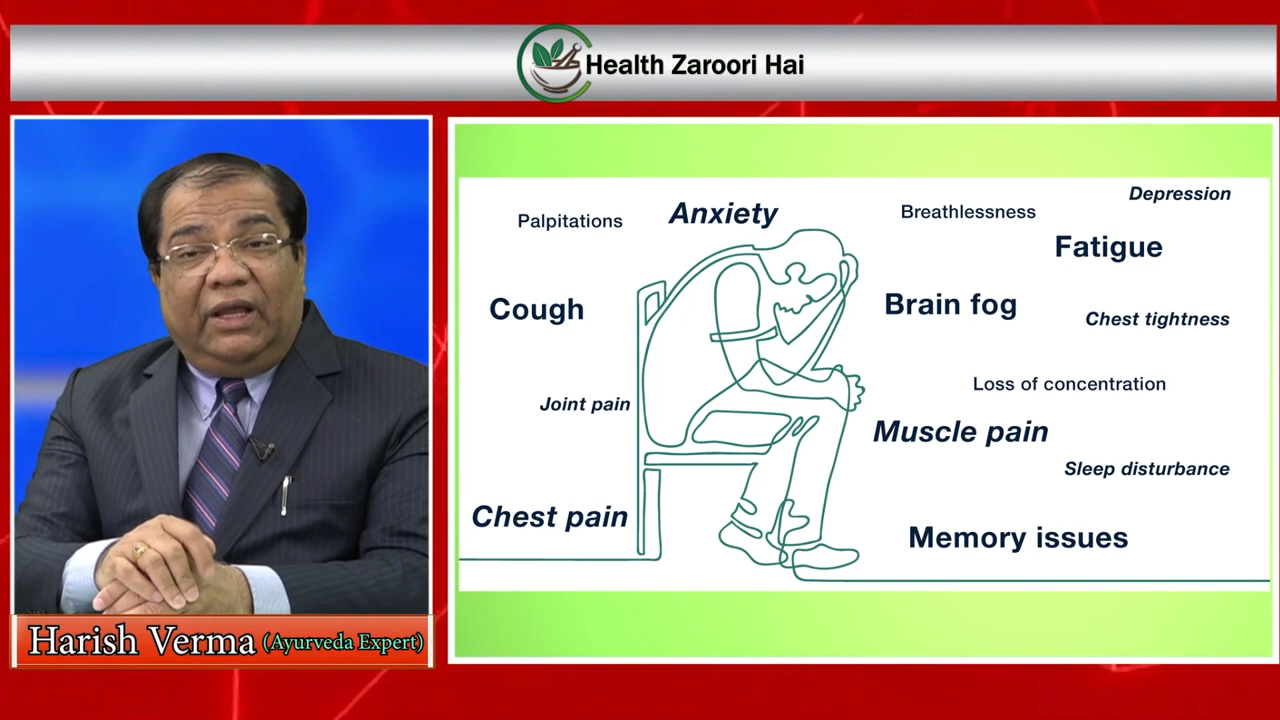 Health Zaroori Hai
Depression
Palpitations
Anxiety
Breathlessness
Fatigue
Cough
Brain fog
Chest tightness
Joint pain
Loss of concentration
Muscle pain
Sleep disturbance
Chest pain
Memory issues
Harish Verma (Ayurveda Expert)